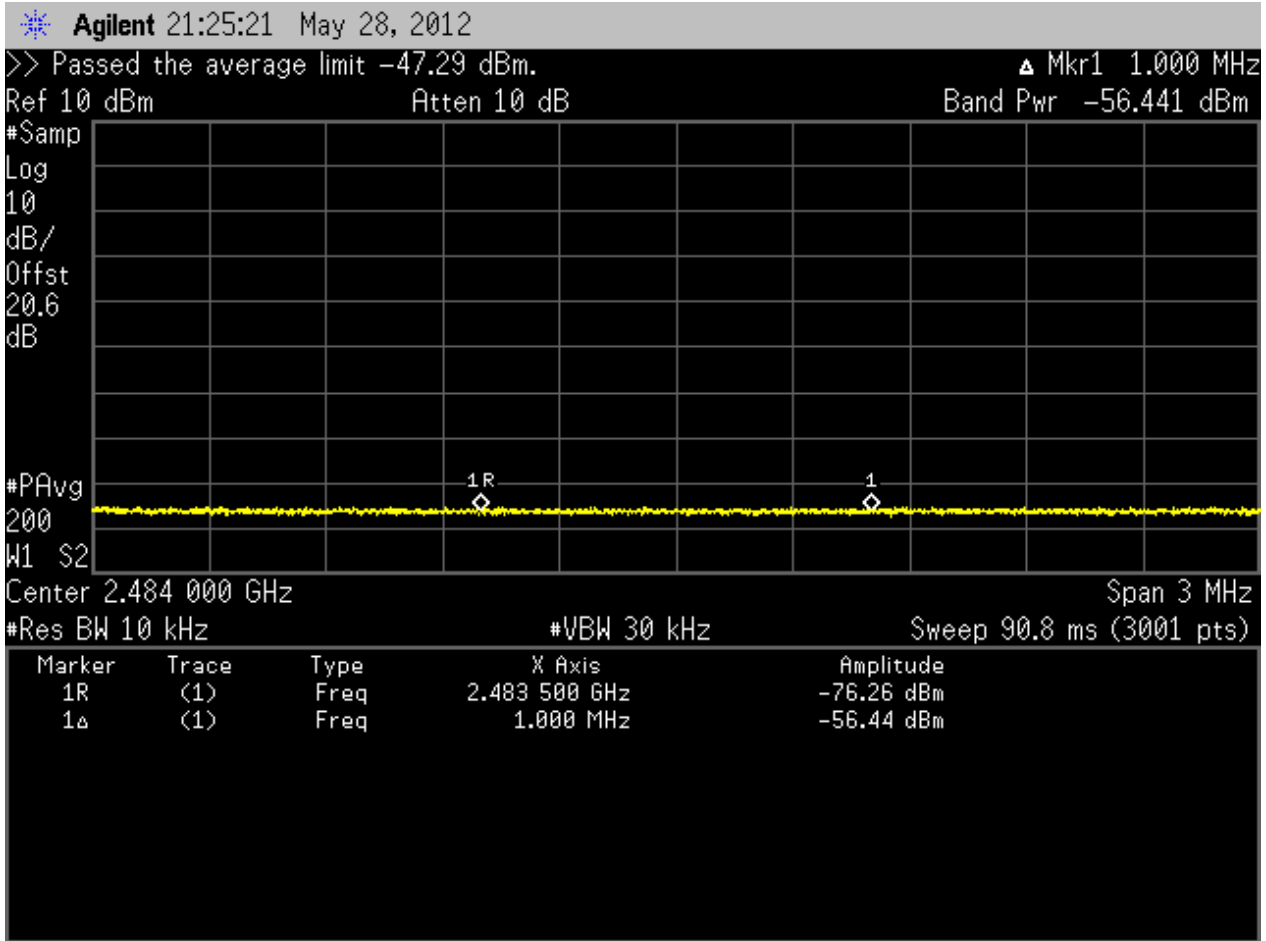 Agilent 21:25:21 May 28, 2012
>> Passed the average limit −47.29 dBm.
▵ Mkr1 1.000 MHz
Ref 10 dBm
Atten 10 dB
Band Pwr −56.441 dBm
#Samp
Log
10
dB/
Offst
20.6
dB
1R
1
#PAvg
200
W1 S2
Center 2.484 000 GHz
Span 3 MHz
#Res BW 10 kHz
#VBW 30 kHz
Sweep 90.8 ms (3001 pts)
Marker Trace Type X Axis Amplitude
1R (1) Freq 2.483 500 GHz −76.26 dBm
1▵ (1) Freq 1.000 MHz −56.44 dBm